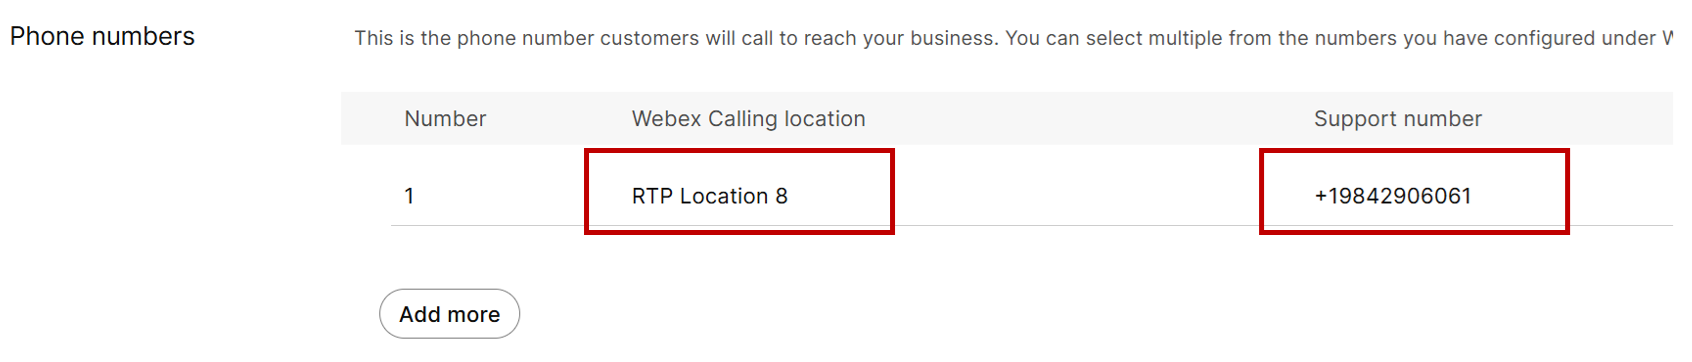 Phone numbers
This is the phone number customers will call to reach your business. You can select multiple from the numbers you have configured under
Number Webex Calling location Support number
1 RTP Location 8 +19842906061
Add more